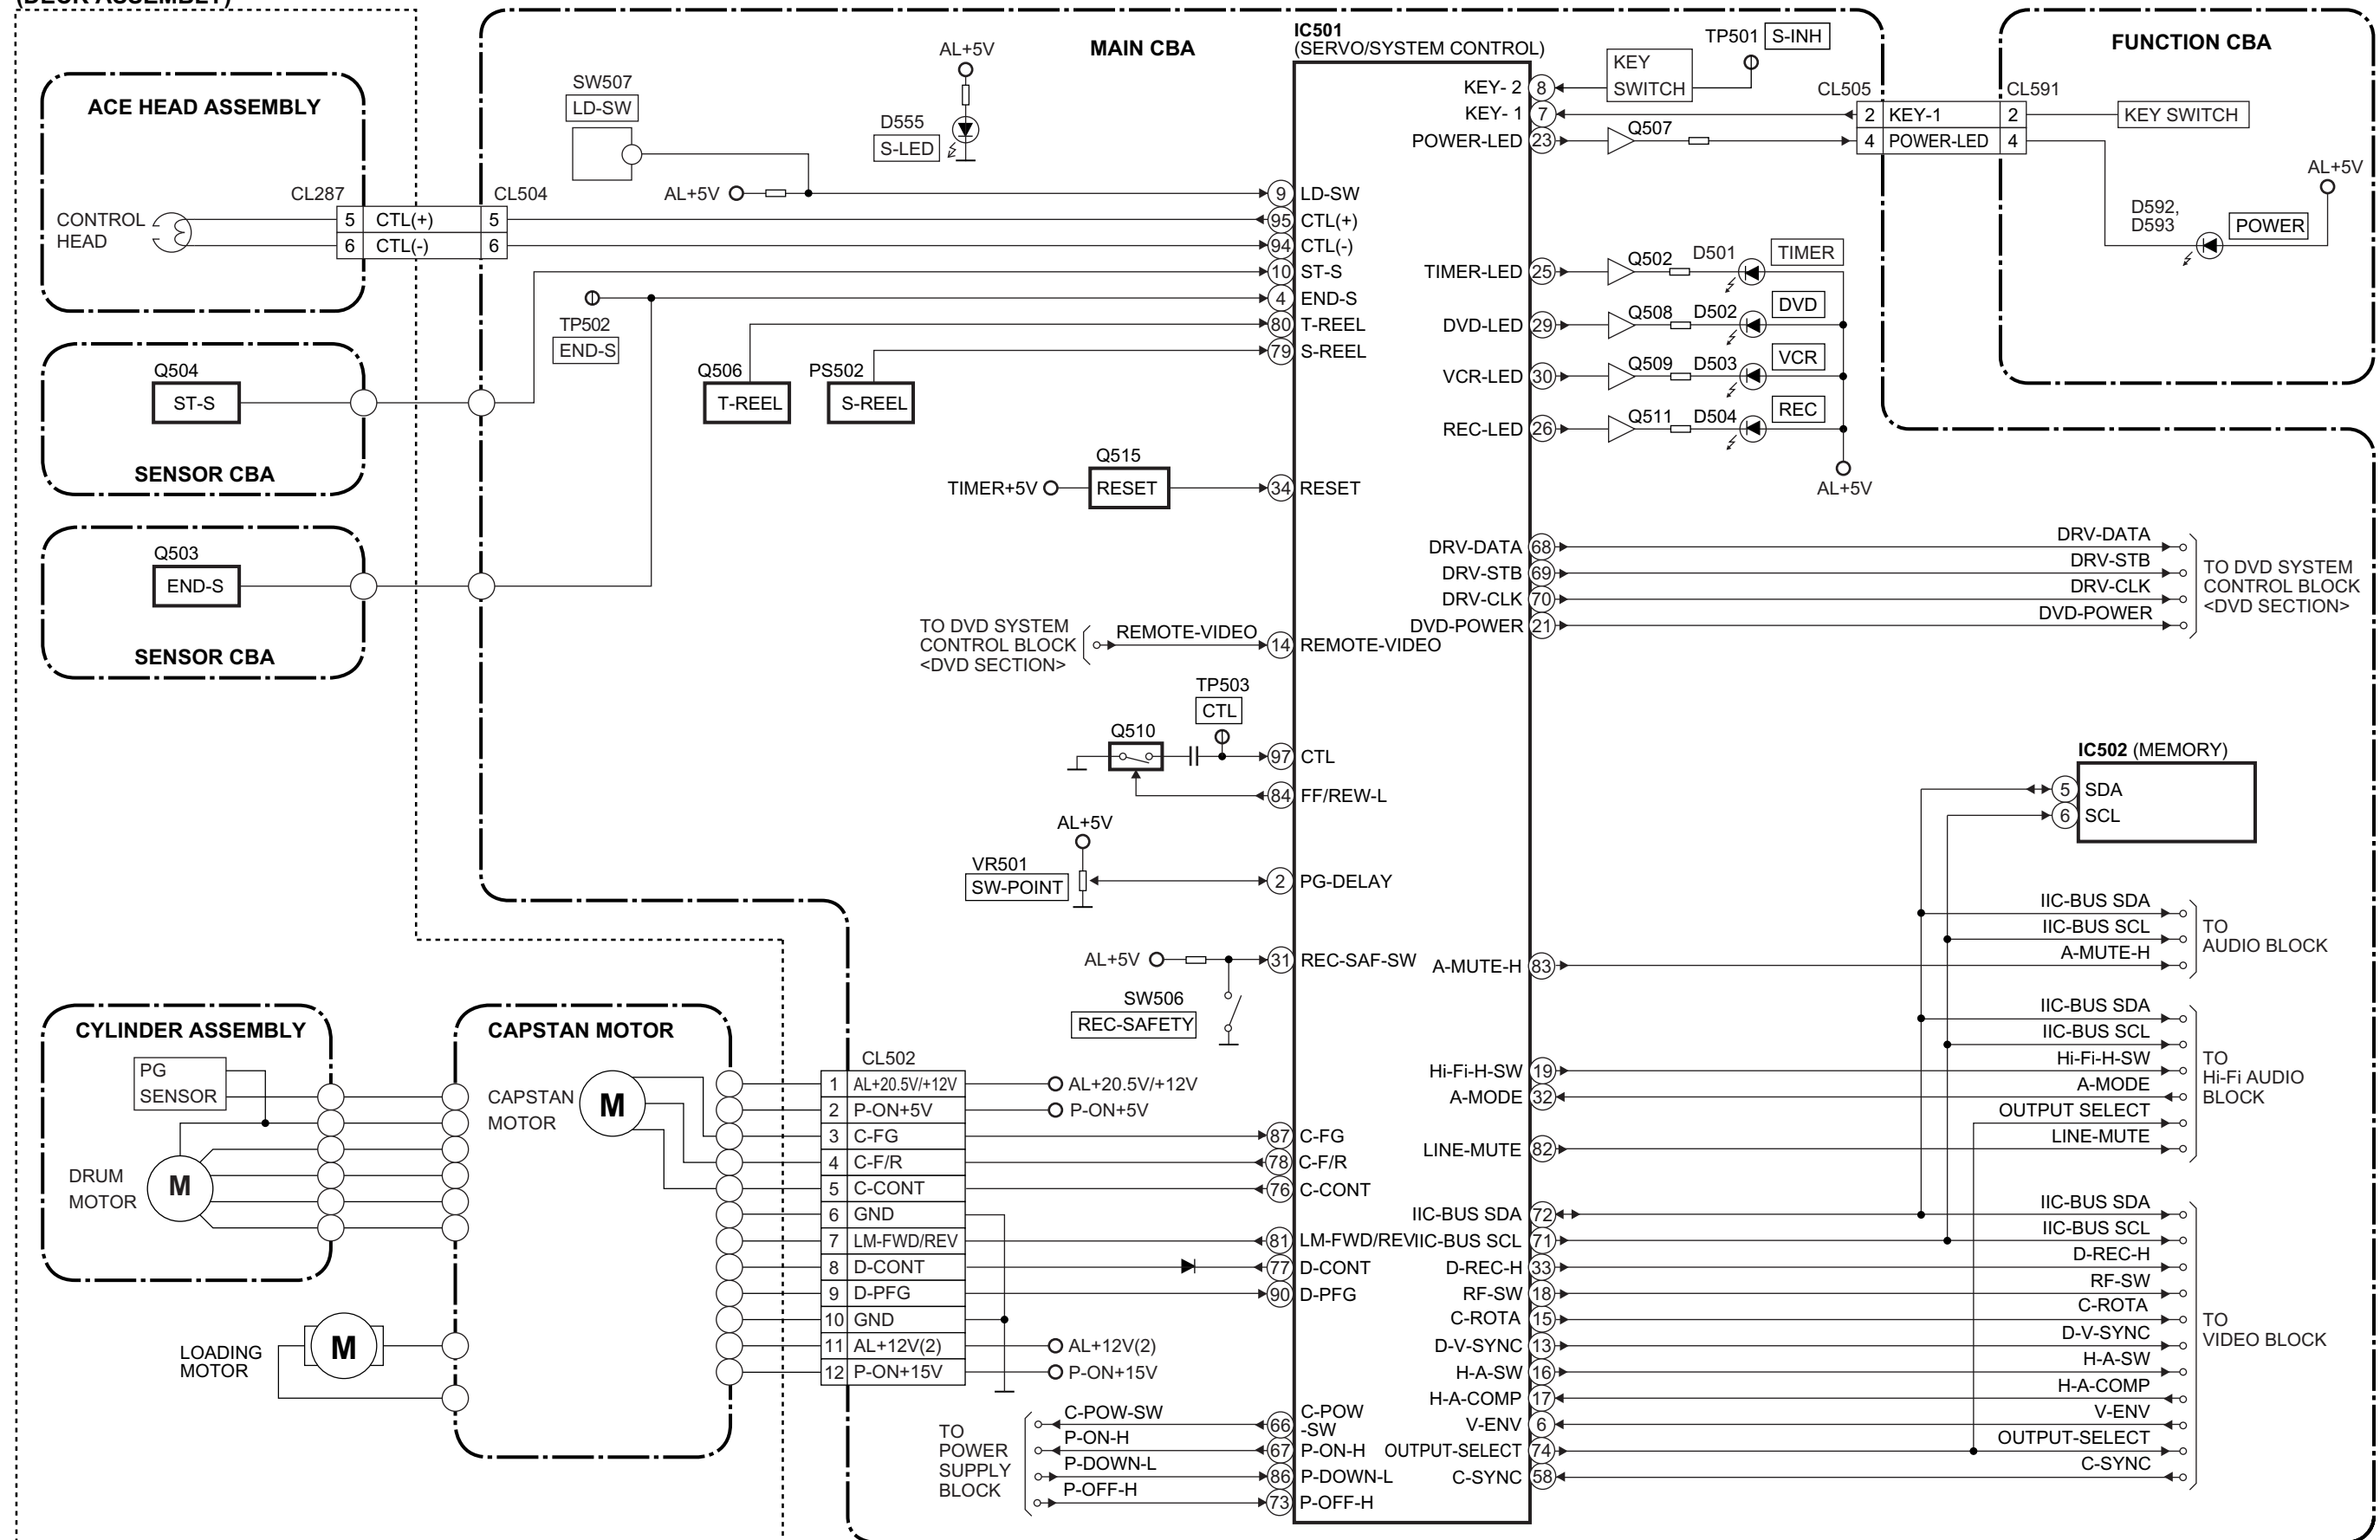 (DECK ASSEMBLY)
ACE HEAD ASSEMBLY
CONTROL
HEAD
CL287
5 CTL(+) 5
6 CTL(-) 6
CL504
Q504
ST-S
SENSOR CBA
Q503
END-S
SENSOR CBA
CYLINDER ASSEMBLY
PG
SENSOR
DRUM
MOTOR
M
LOADING
MOTOR
M
CAPSTAN MOTOR
CAPSTAN
MOTOR
M
MAIN CBA
SW507
LD-SW
AL+5V
D555
S-LED
AL+5V
TP502
END-S
Q506
T-REEL
PS502
S-REEL
Q515
TIMER+5V
RESET
TO DVD SYSTEM
CONTROL BLOCK
<DVD SECTION>
REMOTE-VIDEO
TP503
CTL
Q510
AL+5V
VR501
SW-POINT
AL+5V
SW506
REC-SAFETY
CL502
1 AL+20.5V/+12V
2 P-ON+5V
3 C-FG
4 C-F/R
5 C-CONT
6 GND
7 LM-FWD/REV
8 D-CONT
9 D-PFG
10 GND
11 AL+12V(2)
12 P-ON+15V
AL+20.5V/+12V
P-ON+5V
AL+12V(2)
P-ON+15V
TO
POWER
SUPPLY
BLOCK
C-POW-SW
P-ON-H
P-DOWN-L
P-OFF-H
IC501
(SERVO/SYSTEM CONTROL)
9 LD-SW
95 CTL(+)
94 CTL(-)
10 ST-S
4 END-S
80 T-REEL
79 S-REEL
34 RESET
14 REMOTE-VIDEO
97 CTL
84 FF/REW-L
2 PG-DELAY
31 REC-SAF-SW
87 C-FG
78 C-F/R
76 C-CONT
81 LM-FWD/REV
77 D-CONT
90 D-PFG
66 C-POW
-SW
67 P-ON-H
86 P-DOWN-L
73 P-OFF-H
KEY- 2 8
KEY- 1 7
POWER-LED 23
TIMER-LED 25
DVD-LED 29
VCR-LED 30
REC-LED 26
DRV-DATA 68
DRV-STB 69
DRV-CLK 70
DVD-POWER 21
A-MUTE-H 83
Hi-Fi-H-SW 19
A-MODE 32
LINE-MUTE 82
IIC-BUS SDA 72
IIC-BUS SCL 71
D-REC-H 33
RF-SW 18
C-ROTA 15
D-V-SYNC 13
H-A-SW 16
H-A-COMP 17
V-ENV 6
OUTPUT-SELECT 74
C-SYNC 58
KEY
SWITCH
TP501 S-INH
Q507
Q502 D501 TIMER
Q508 D502 DVD
Q509 D503 VCR
Q511 D504 REC
AL+5V
CL505
CL591
2 KEY-1 2
4 POWER-LED 4
FUNCTION CBA
KEY SWITCH
AL+5V
D592,
D593
POWER
DRV-DATA
DRV-STB
DRV-CLK
DVD-POWER
TO DVD SYSTEM
CONTROL BLOCK
<DVD SECTION>
IC502 (MEMORY)
5 SDA
6 SCL
IIC-BUS SDA
IIC-BUS SCL
A-MUTE-H
TO
AUDIO BLOCK
IIC-BUS SDA
IIC-BUS SCL
Hi-Fi-H-SW
A-MODE
OUTPUT SELECT
LINE-MUTE
TO
Hi-Fi AUDIO
BLOCK
IIC-BUS SDA
IIC-BUS SCL
D-REC-H
RF-SW
C-ROTA
D-V-SYNC
H-A-SW
H-A-COMP
V-ENV
OUTPUT-SELECT
C-SYNC
TO
VIDEO BLOCK